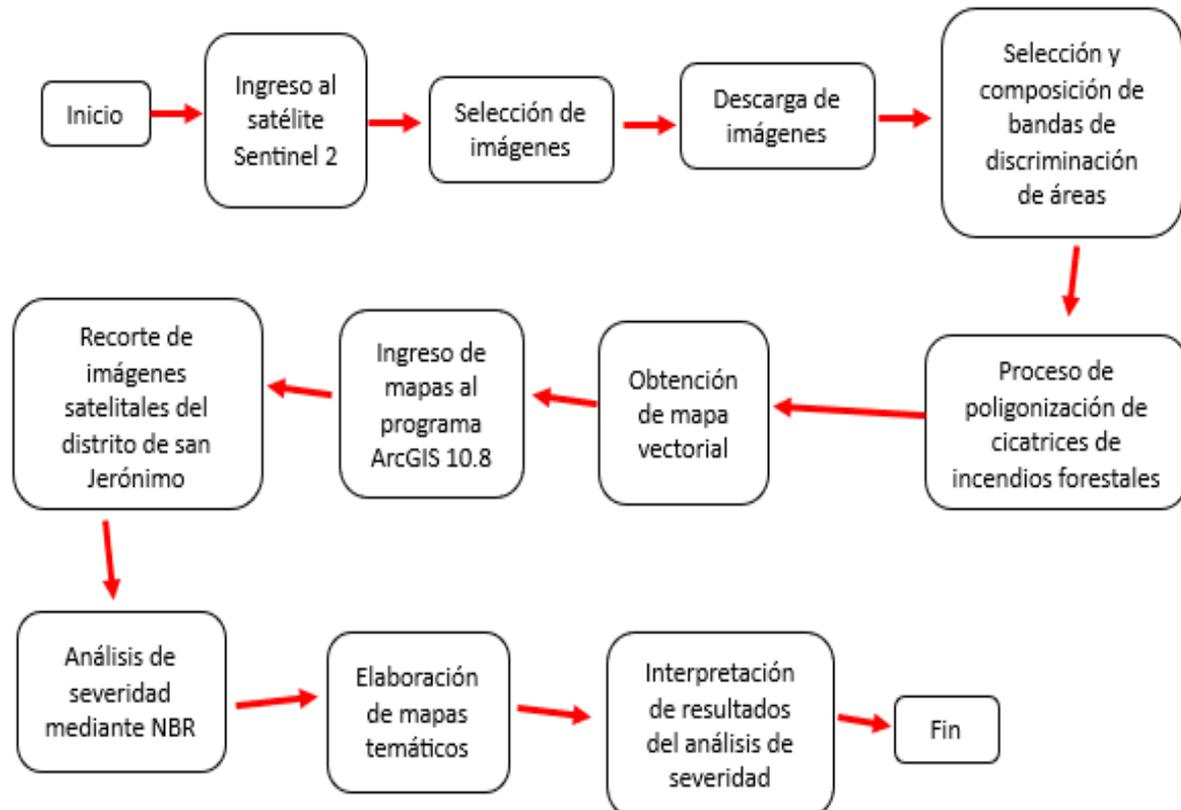 Inicio
Ingreso al
satélite
Sentinel 2
Selección de
imágenes
Descarga de
imágenes
Selección y
composición de
bandas de
discriminación
de áreas
Proceso de
poligonización de
cicatrices de
incendios forestales
Obtención
de mapa
vectorial
Ingreso de
mapas al
programa
ArcGIS 10.8
Recorte de
imágenes
satelitales del
distrito de san
Jerónimo
Análisis de
severidad
mediante NBR
Elaboración
de mapas
temáticos
Interpretación
de resultados
del análisis de
severidad
Fin